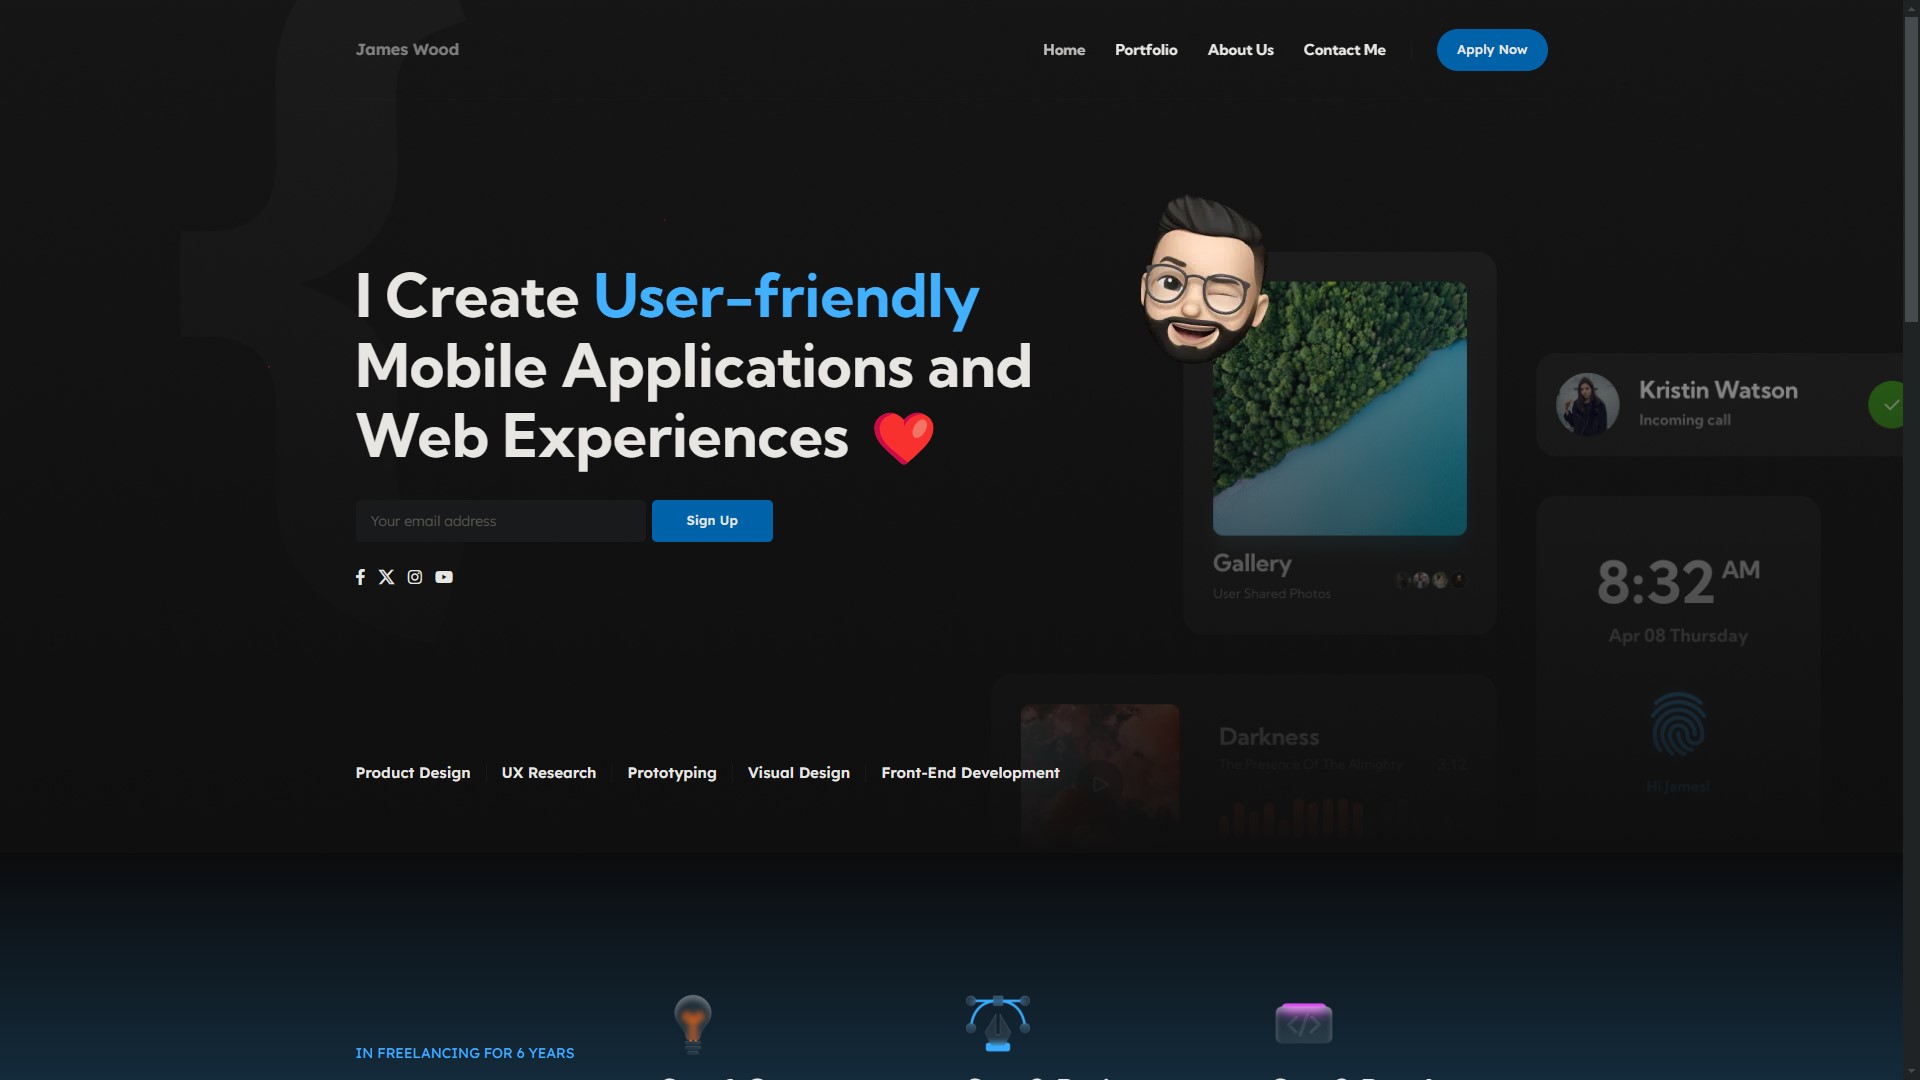 James Wood
Home
Portfolio
About Us
Contact Me
Apply Now
I Create User-friendly
Mobile Applications and
Web Experiences
Your email address
Sign Up
Kristin Watson
Incoming call
Gallery
User Shared Photos
8:32 AM
Apr 08 Thursday
Darkness
The Presence Of The Almighty
3:12
Hi James!
Product Design
UX Research
Prototyping
Visual Design
Front-End Development
IN FREELANCING FOR 6 YEARS